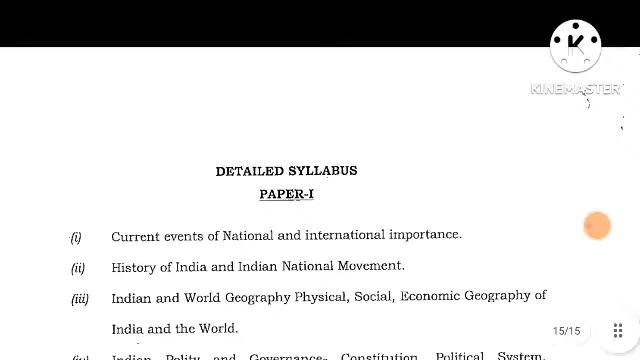 KINEMASTER
DETAILED SYLLABUS
PAPER-I
(i) Current events of National and international importance.
(ii) History of India and Indian National Movement.
(iii) Indian and World Geography Physical, Social, Economic Geography of
India and the World.
15/15
(iv) Indian Polity and Governance- Constitution, Political System,